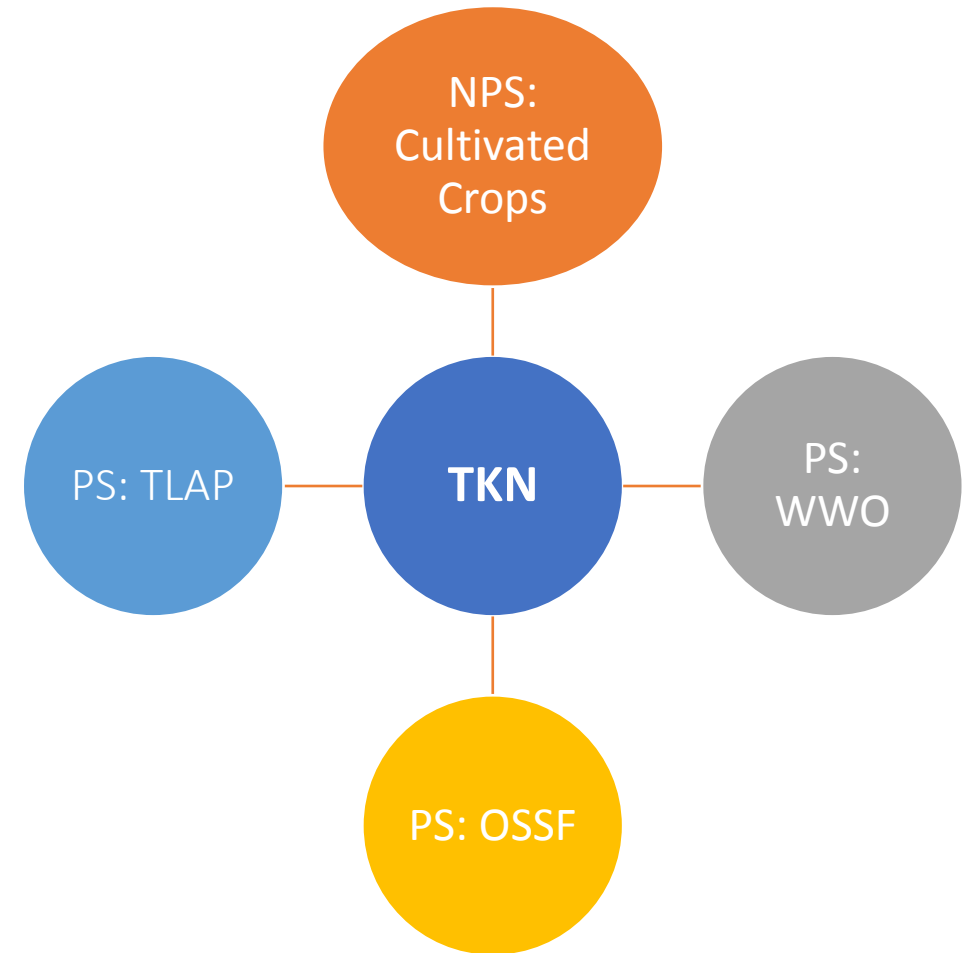 NPS:
Cultivated
Crops
PS: TLAP
TKN
PS:
WWO
PS: OSSF